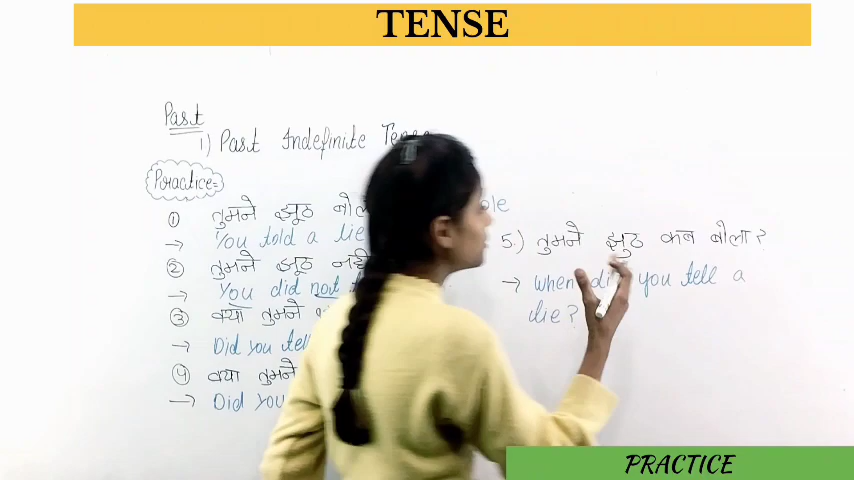 TENSE
Past
1) Past Indefinite Tense
Practice
① तुमने झूठ
→ You told a lie
② तुमने झूठ नही
→ You did not
③ क्या तुमने
→ Did you tell
④ क्या तुमने
→ Did you
5.) तुमने झुठ कब बोला?
→ when did you tell a
lie?
PRACTICE